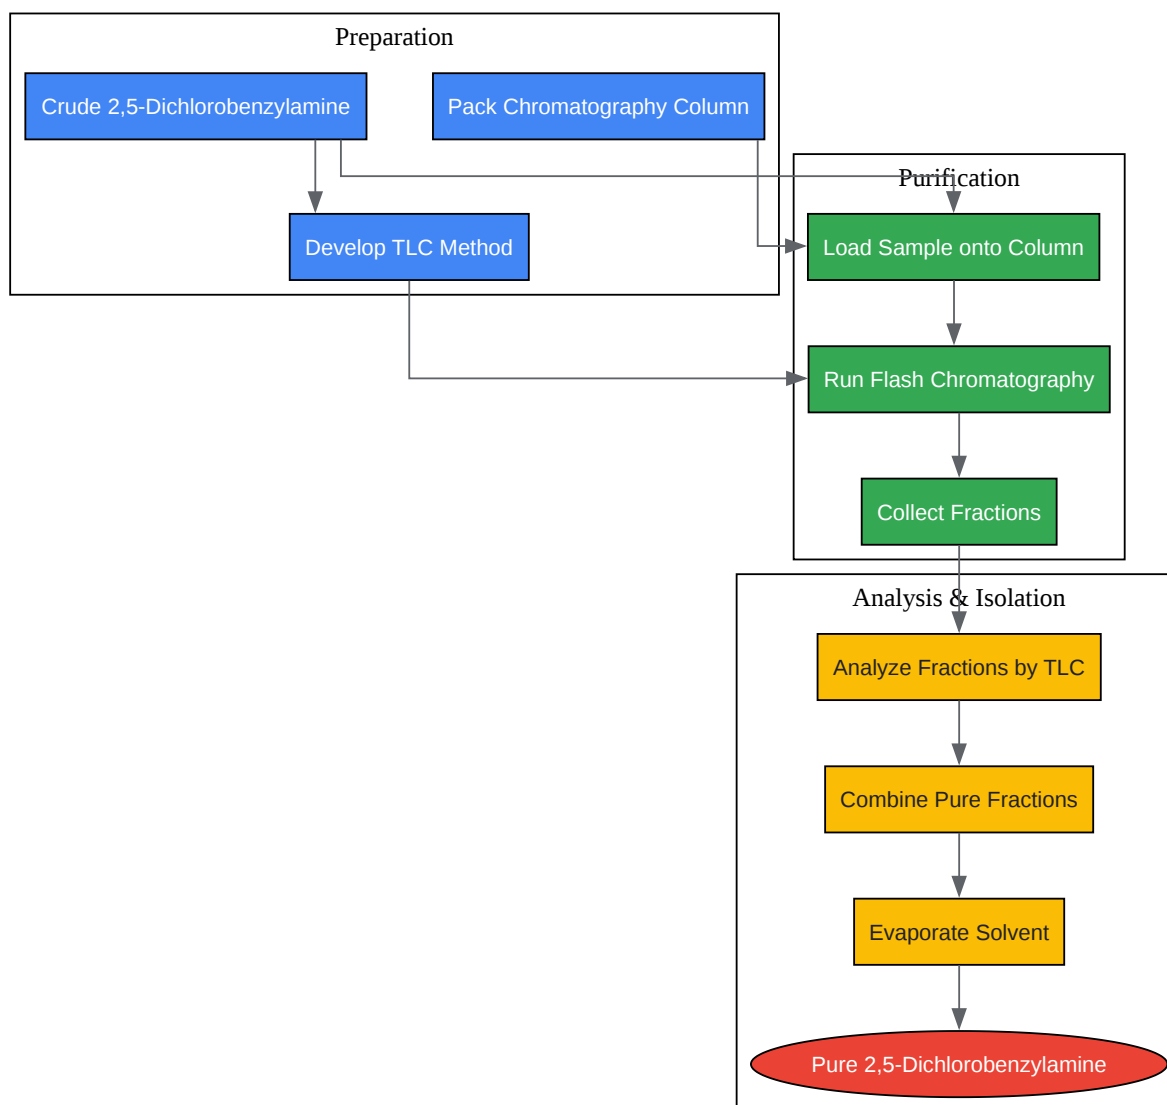 Preparation
Crude 2,5-Dichlorobenzylamine
Pack Chromatography Column
Develop TLC Method
Purification
Load Sample onto Column
Run Flash Chromatography
Collect Fractions
Analysis & Isolation
Analyze Fractions by TLC
Combine Pure Fractions
Evaporate Solvent
Pure 2,5-Dichlorobenzylamine